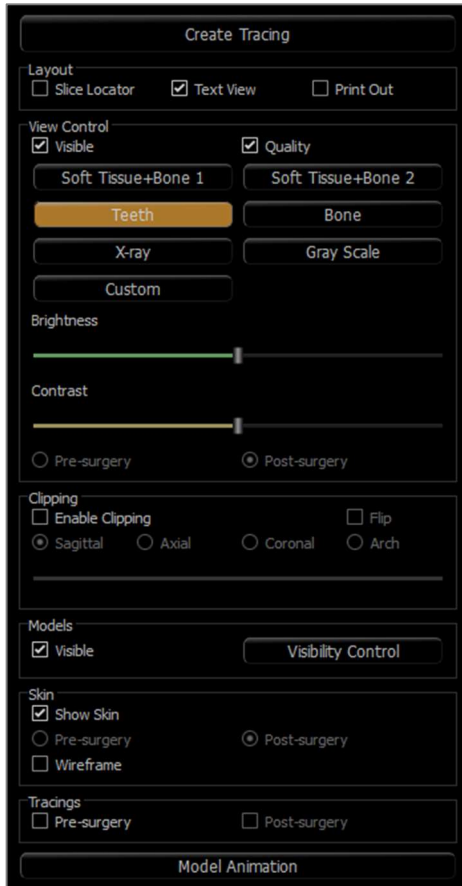 Create Tracing
Layout
Slice Locator Text View Print Out
View Control
Visible Quality
Soft Tissue+Bone 1 Soft Tissue+Bone 2
Teeth Bone
X-ray Gray Scale
Custom
Brightness
Contrast
Pre-surgery Post-surgery
Clipping
Enable Clipping Flip
Sagittal Axial Coronal Arch
Models
Visible Visibility Control
Skin
Show Skin
Pre-surgery Post-surgery
Wireframe
Tracings
Pre-surgery Post-surgery
Model Animation